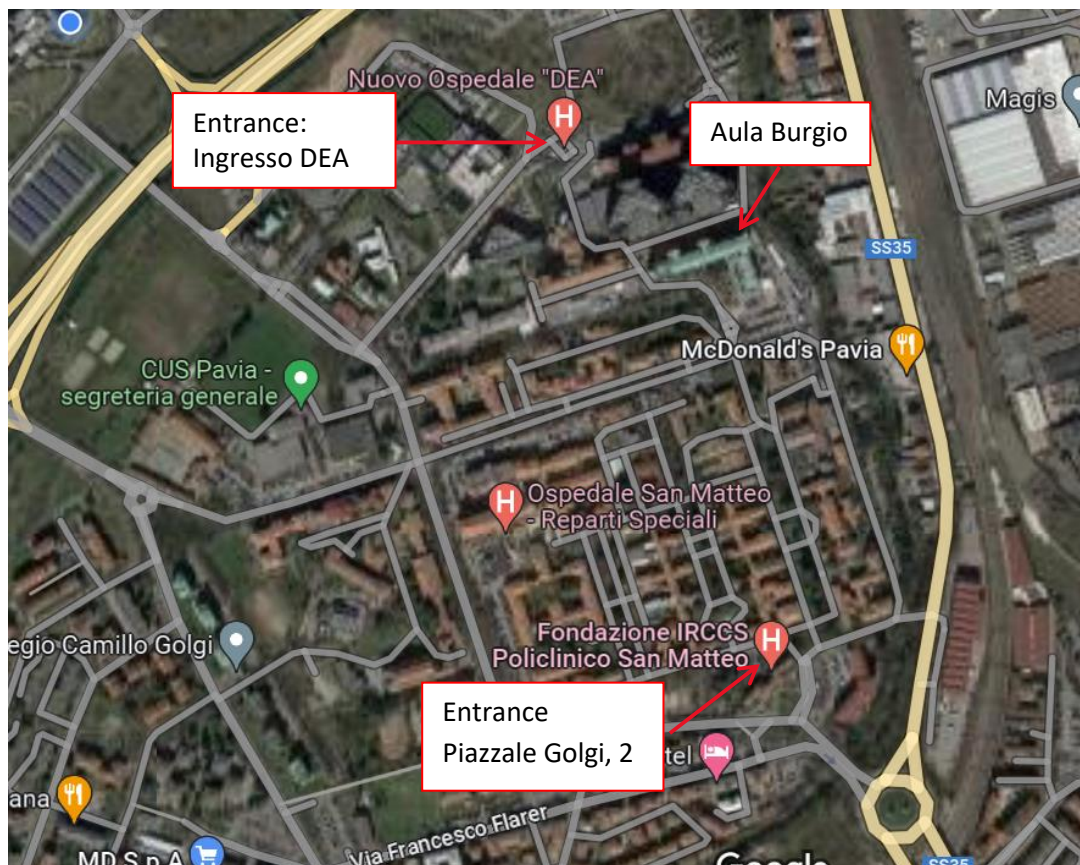 Nuovo Ospedale "DEA"
Magis
Entrance:
Ingresso DEA
Aula Burgio
SS35
McDonald's Pavia
CUS Pavia -
segreteria generale
Ospedale San Matteo
- Reparti Speciali
egio Camillo Golgi
Fondazione IRCCS
Policlinico San Matteo
Entrance
Piazzale Golgi, 2
tel
ana
Via Francesco Flarer
MD S.p.A
Google
SS35